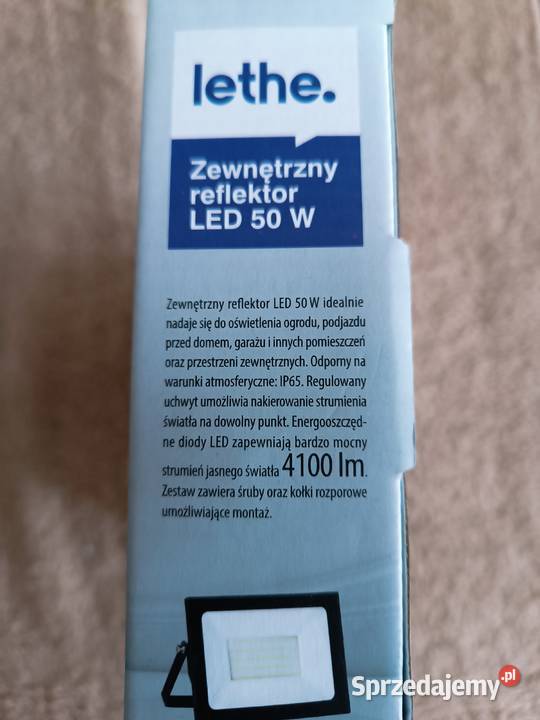 lethe.
Zewnętrzny
reflektor
LED 50 W
Zewnętrzny reflektor LED 50 W idealnie
nadaje się do oświetlenia ogrodu, podjazdu
przed domem, garażu i innych pomieszczeń
oraz przestrzeni zewnętrznych. Odporny na
warunki atmosferyczne: IP65. Regulowany
uchwyt umożliwia nakierowanie strumienia
światła na dowolny punkt. Energooszczęd-
ne diody LED zapewniają bardzo mocny
strumień jasnego światła 4100 lm.
Zestaw zawiera śruby oraz kołki rozporowe
umożliwiające montaż.
Sprzedajemy.pl